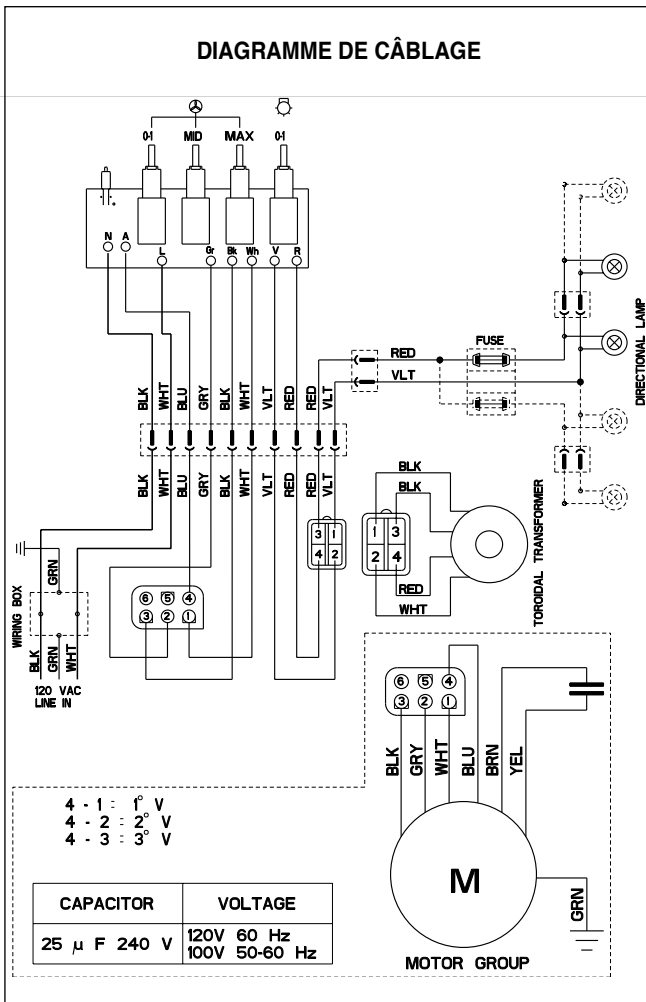 DIAGRAMME DE CÂBLAGE
0-1 MID MAX 0-1
N A L Gr Bk Wh V R
BLK WHT BLU GRY BLK WHT VLT RED RED VLT
BLK WHT BLU GRY BLK WHT VLT RED RED VLT
RED
VLT
FUSE
DIRECTIONAL LAMP
3 1
4 2
BLK
BLK
1 3
2 4
RED
WHT
TOROIDAL TRANSFORMER
GRN
WIRING BOX
BLK GRN WHT
120 VAC
LINE IN
6 5 4
3 2 1
6 5 4
3 2 1
BLK GRY WHT BLU BRN YEL
M
GRN
MOTOR GROUP
4 - 1 : 1° V
4 - 2 : 2° V
4 - 3 : 3° V
CAPACITOR VOLTAGE
25 μ F 240 V
120V 60 Hz
100V 50-60 Hz